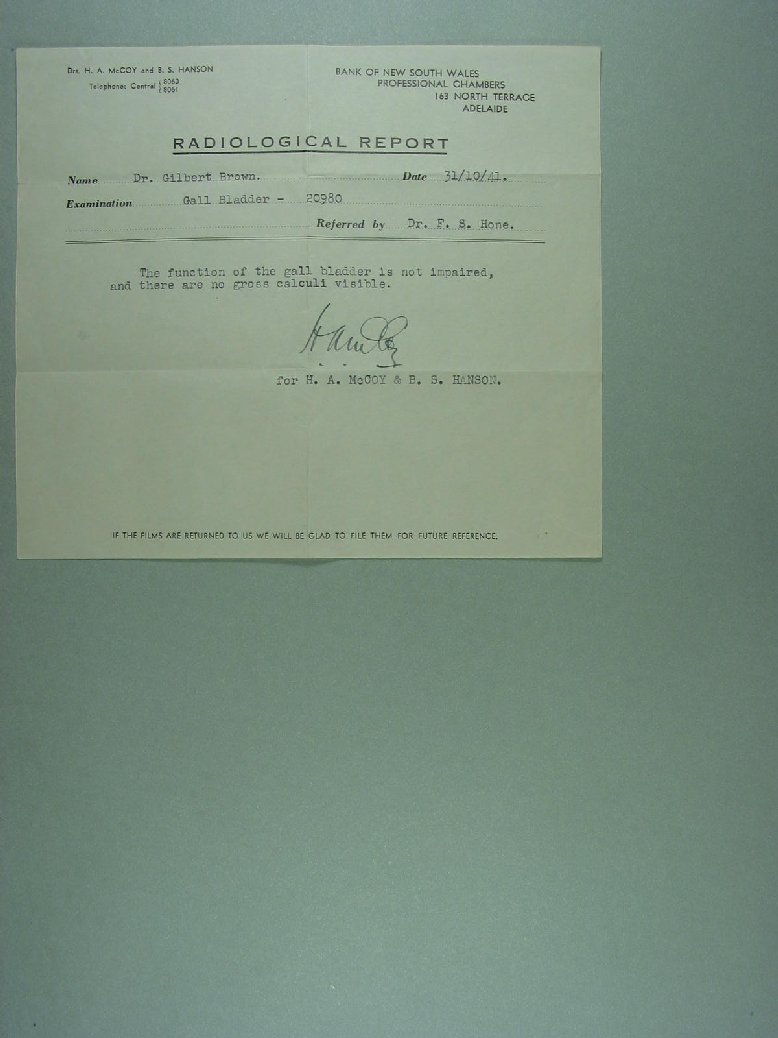 Drs. H. A. McCOY and B. S. HANSON
Telephones Central { 8060
{ 8061
BANK OF NEW SOUTH WALES
PROFESSIONAL CHAMBERS
163 NORTH TERRACE
ADELAIDE
RADIOLOGICAL REPORT
Name Dr. Gilbert Brown. Date 31/10/41.
Examination Gall Bladder - 20980
Referred by Dr. F. S. Hone.
The function of the gall bladder is not impaired,
and there are no gross calculi visible.
for H. A. McCOY & B. S. HANSON.
IF THE FILMS ARE RETURNED TO US WE WILL BE GLAD TO FILE THEM FOR FUTURE REFERENCE.